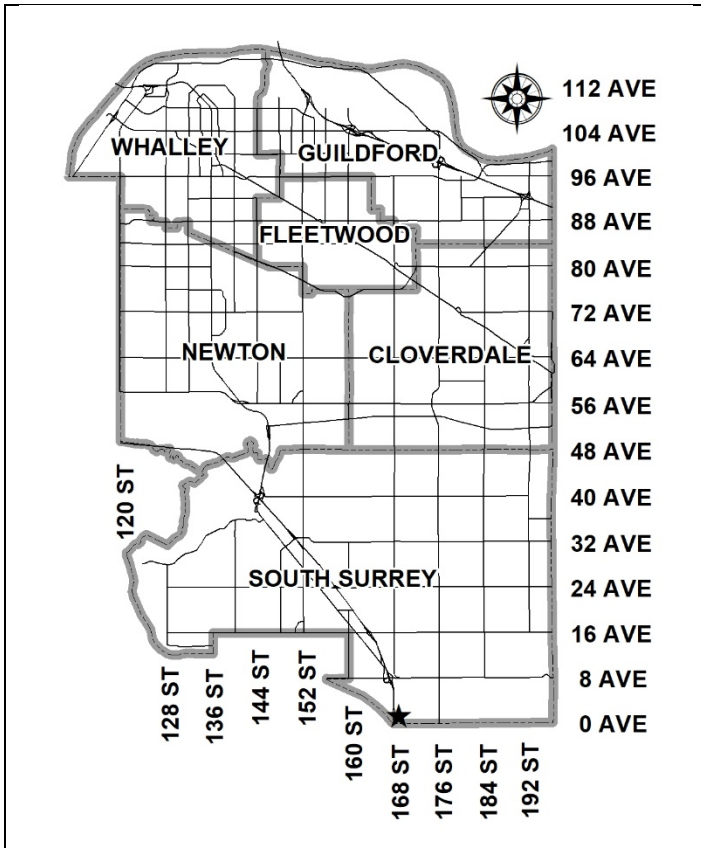 112 AVE
104 AVE
WHALLEY
GUILDFORD
96 AVE
88 AVE
FLEETWOOD
80 AVE
72 AVE
NEWTON
CLOVERDALE
64 AVE
56 AVE
48 AVE
120 ST
40 AVE
32 AVE
SOUTH SURREY
24 AVE
16 AVE
8 AVE
0 AVE
128 ST
136 ST
144 ST
152 ST
160 ST
168 ST
176 ST
184 ST
192 ST